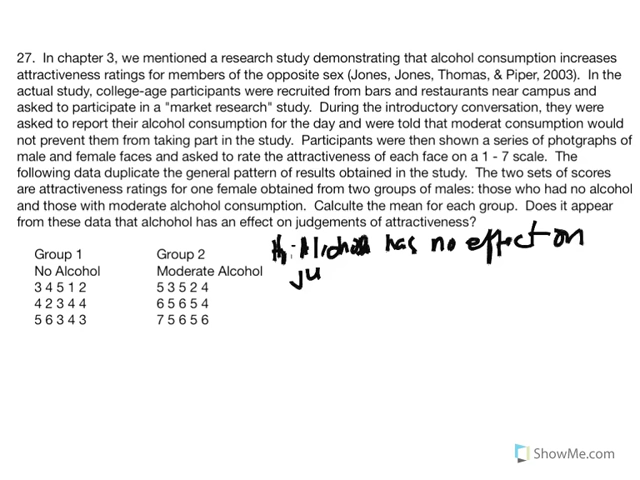 27. In chapter 3, we mentioned a research study demonstrating that alcohol consumption increases
attractiveness ratings for members of the opposite sex (Jones, Jones, Thomas, & Piper, 2003). In the
actual study, college-age participants were recruited from bars and restaurants near campus and
asked to participate in a "market research" study. During the introductory conversation, they were
asked to report their alcohol consumption for the day and were told that moderat consumption would
not prevent them from taking part in the study. Participants were then shown a series of photgraphs of
male and female faces and asked to rate the attractiveness of each face on a 1 - 7 scale. The
following data duplicate the general pattern of results obtained in the study. The two sets of scores
are attractiveness ratings for one female obtained from two groups of males: those who had no alcohol
and those with moderate alchohol consumption. Calculte the mean for each group. Does it appear
from these data that alchohol has an effect on judgements of attractiveness?
has no effect on
ju
Group 1 Group 2
No Alcohol Moderate Alcohol
3 4 5 1 2 5 3 5 2 4
4 2 3 4 4 6 5 6 5 4
5 6 3 4 3 7 5 6 5 6
ShowMe.com